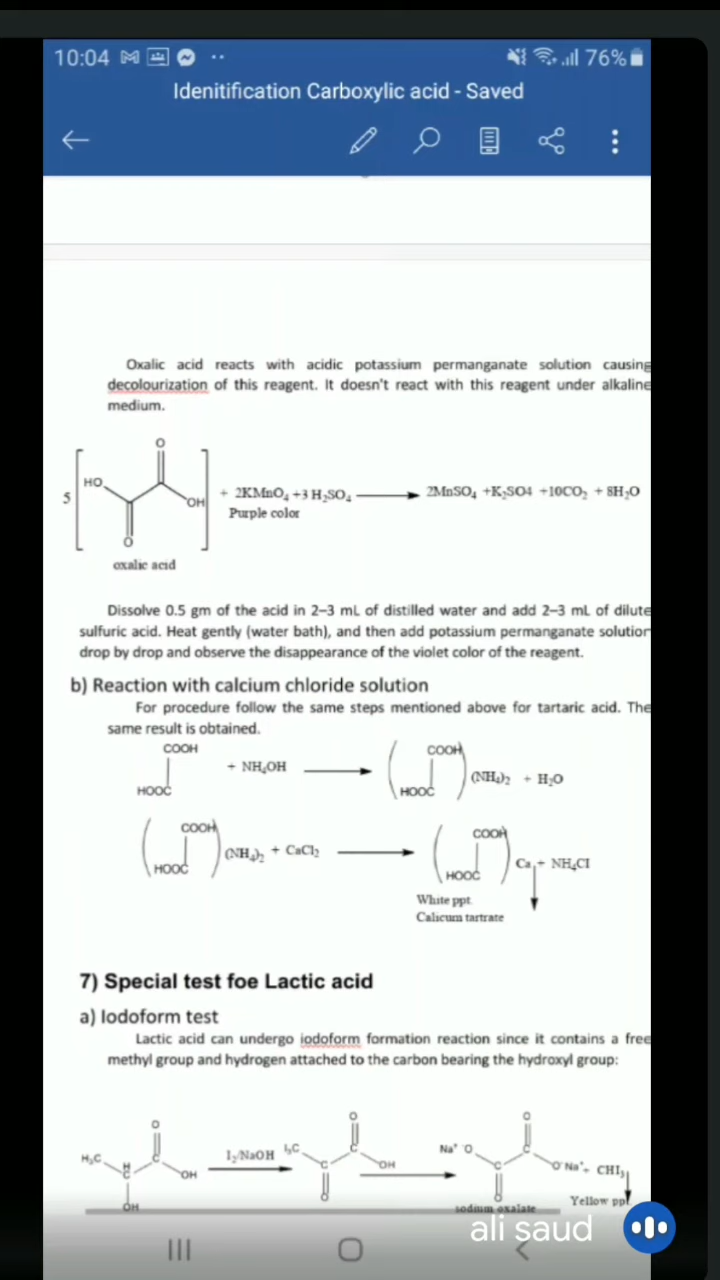 10:04
76%
Idenitification Carboxylic acid - Saved
Oxalic acid reacts with acidic potassium permanganate solution causing
decolourization of this reagent. It doesn't react with this reagent under alkaline
medium.
5 HO O OH O + 2KMnO4 +3 H2SO4 2MnSO4 +K2SO4 +10CO2 + 8H2O
Purple color
oxalic acid
Dissolve 0.5 gm of the acid in 2–3 mL of distilled water and add 2–3 mL of dilute
sulfuric acid. Heat gently (water bath), and then add potassium permanganate solution
drop by drop and observe the disappearance of the violet color of the reagent.
b) Reaction with calcium chloride solution
For procedure follow the same steps mentioned above for tartaric acid. The
same result is obtained.
COOH HOOC + NH4OH COOH HOOC (NH4)2 + H2O
COOH HOOC (NH4)2 + CaCl2 COOH HOOC Ca + NH4Cl
White ppt.
Calicum tartrate
7) Special test foe Lactic acid
a) Iodoform test
Lactic acid can undergo iodoform formation reaction since it contains a free
methyl group and hydrogen attached to the carbon bearing the hydroxyl group:
H3C H C OH O C OH I2/NaOH I3C C O O C OH Na+ -O C O O C O-Na+ + CHI3
Yellow ppt
sodium oxalate
ali saud